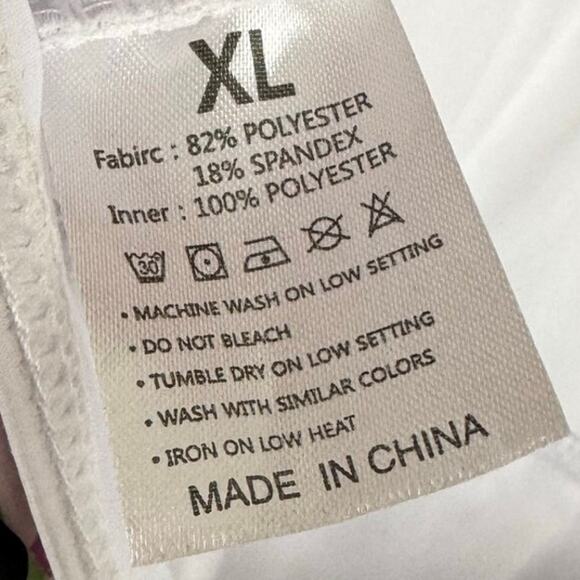 XL
Fabirc : 82% POLYESTER
18% SPANDEX
Inner : 100% POLYESTER
30
• MACHINE WASH ON LOW SETTING
• DO NOT BLEACH
• TUMBLE DRY ON LOW SETTING
• WASH WITH SIMILAR COLORS
• IRON ON LOW HEAT
MADE IN CHINA